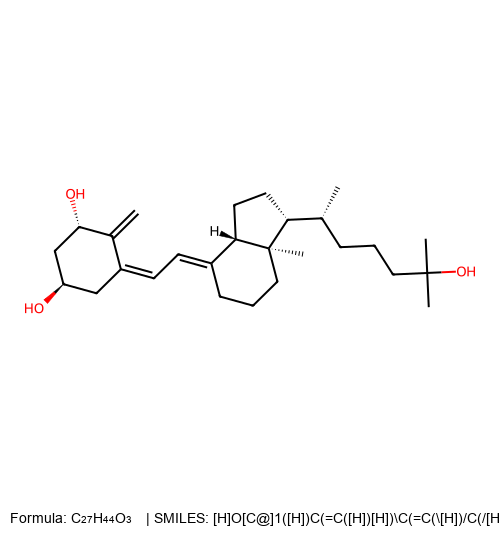 OH
H
OH
HO
Formula: C₂₇H₄₄O₃ | SMILES: [H]O[C@]1([H])C(=C([H])[H])\C(=C(\[H])/C(/[H